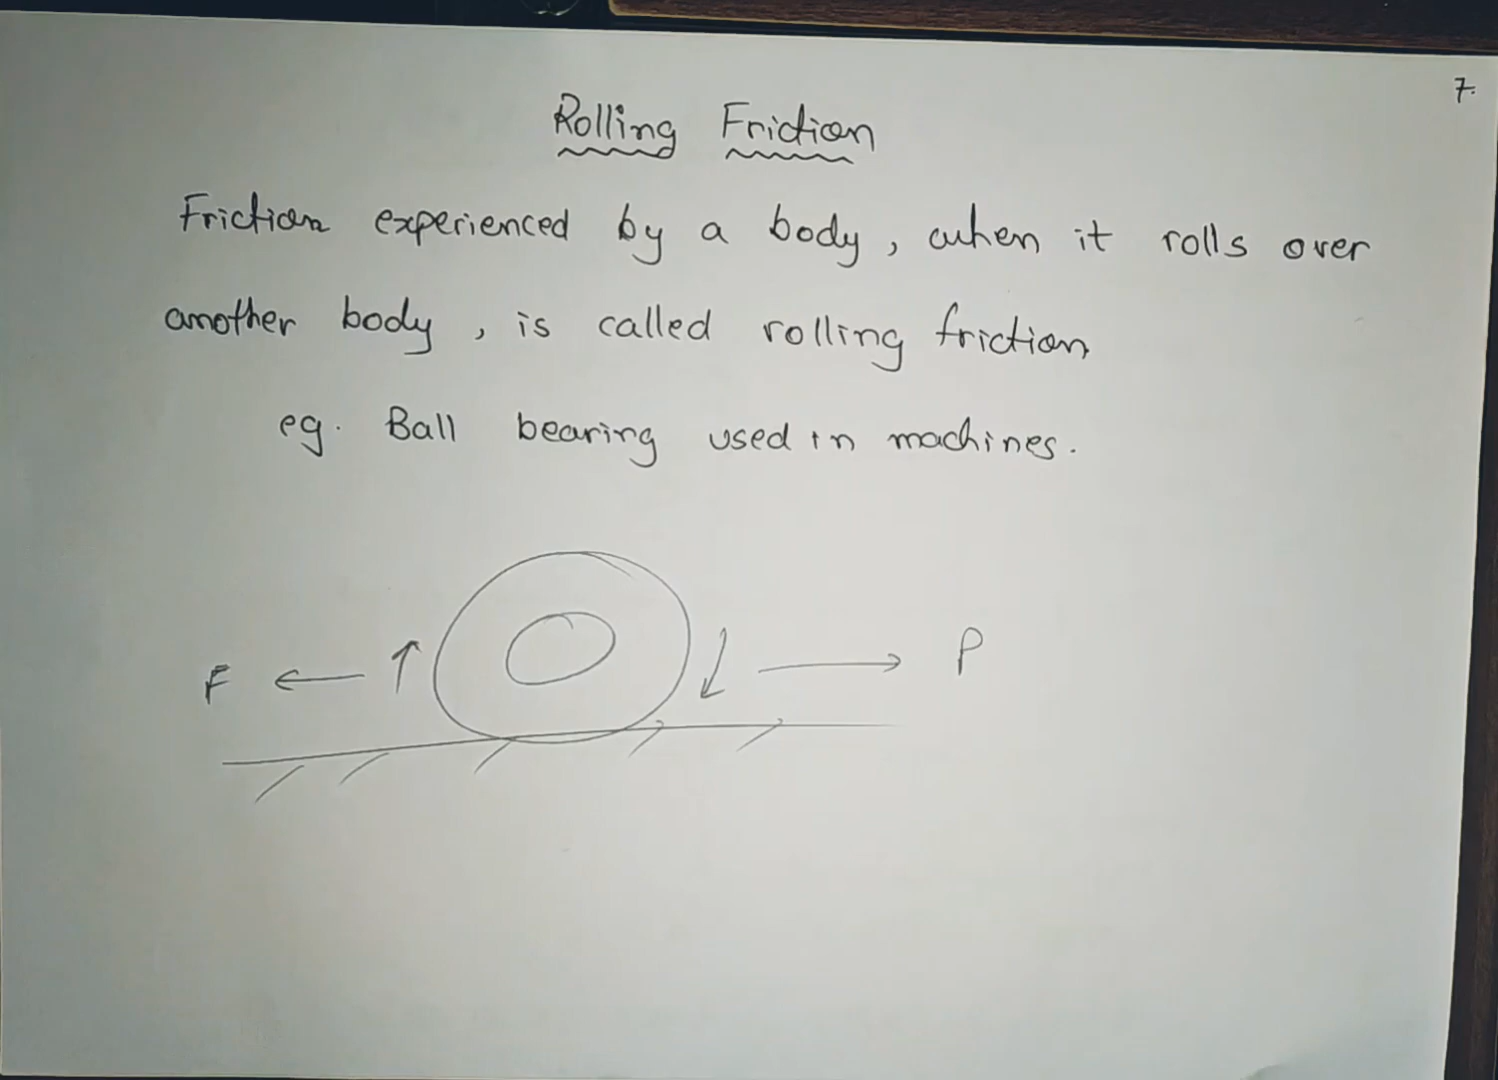 7.
Rolling Friction
Friction experienced by a body, when it rolls over
another body, is called rolling friction
eg. Ball bearing used in machines.
F P